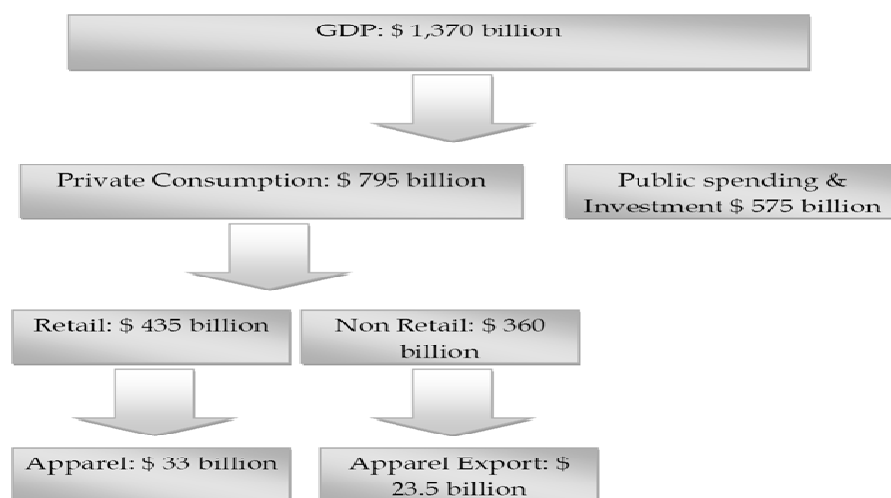 GDP: $ 1,370 billion
Private Consumption: $ 795 billion
Public spending &
Investment $ 575 billion
Retail: $ 435 billion
Non Retail: $ 360
billion
Apparel: $ 33 billion
Apparel Export: $
23.5 billion